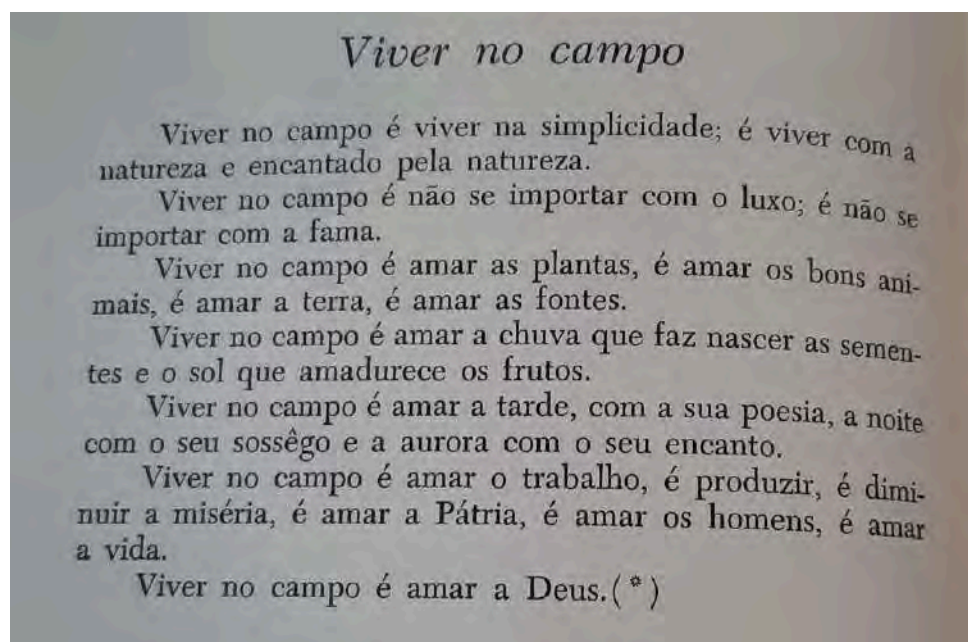 Viver no campo
Viver no campo é viver na simplicidade; é viver com a
natureza e encantado pela natureza.
Viver no campo é não se importar com o luxo; é não se
importar com a fama.
Viver no campo é amar as plantas, é amar os bons ani-
mais, é amar a terra, é amar as fontes.
Viver no campo é amar a chuva que faz nascer as semen-
tes e o sol que amadurece os frutos.
Viver no campo é amar a tarde, com a sua poesia, a noite
com o seu sossêgo e a aurora com o seu encanto.
Viver no campo é amar o trabalho, é produzir, é dimi-
nuir a miséria, é amar a Pátria, é amar os homens, é amar
a vida.
Viver no campo é amar a Deus.(*)